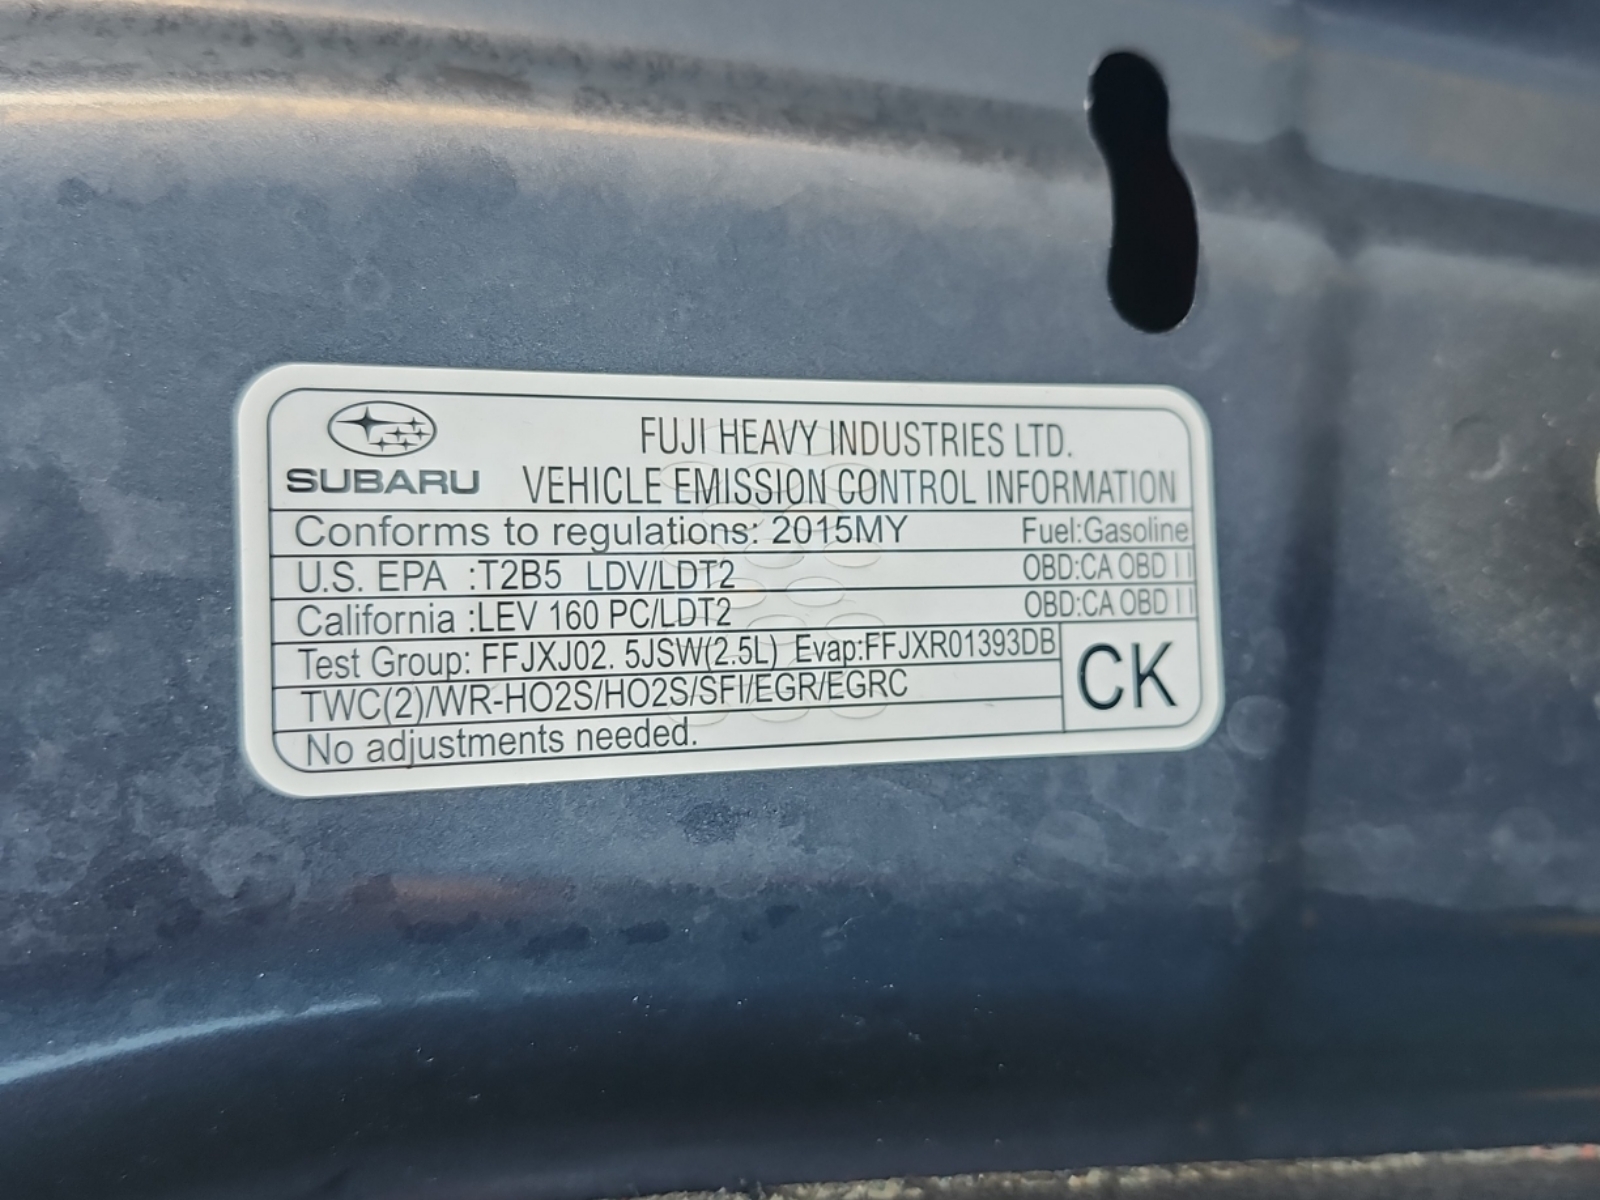 SUBARU
FUJI HEAVY INDUSTRIES LTD.
VEHICLE EMISSION CONTROL INFORMATION
Conforms to regulations: 2015MY Fuel:Gasoline
U.S. EPA :T2B5 LDV/LDT2 OBD:CA OBD II
California :LEV 160 PC/LDT2 OBD:CA OBD II
Test Group: FFJXJ02. 5JSW(2.5L) Evap:FFJXR01393DB
TWC(2)/WR-HO2S/HO2S/SFI/EGR/EGRC
No adjustments needed.
CK